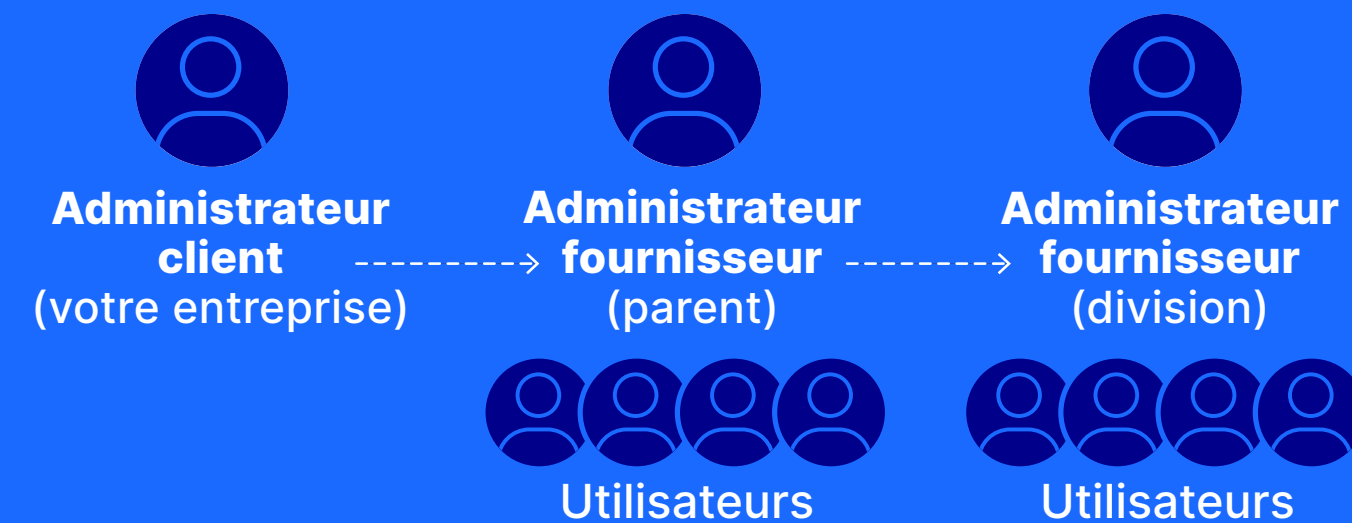 Administrateur
client
(votre entreprise)
Administrateur
fournisseur
(parent)
Utilisateurs
Administrateur
fournisseur
(division)
Utilisateurs